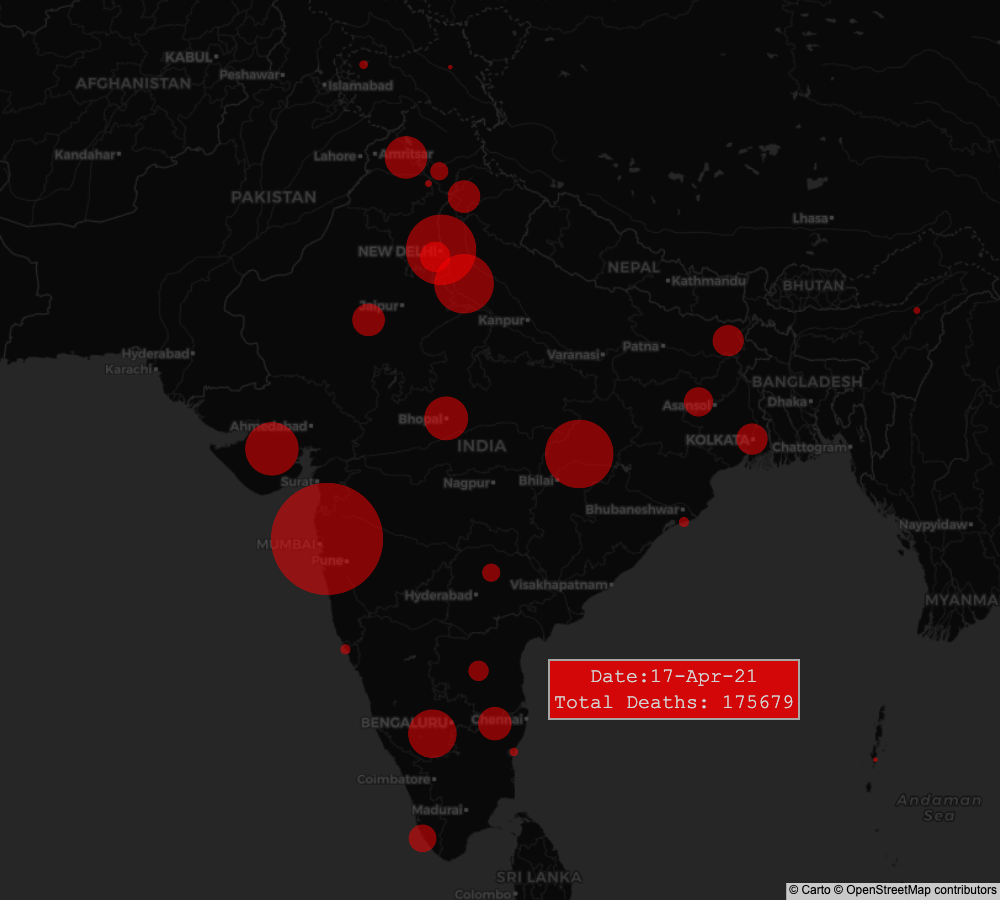 KABUL
Peshawar
AFGHANISTAN
Islamabad
Kandahar
Lahore
Amritsar
PAKISTAN
Lhasa
NEW DELHI
NEPAL
Kathmandu
BHUTAN
Jaipur
Kanpur
Hyderabad
Karachi
Varanasi
Patna
BANGLADESH
Dhaka
Asansol
Ahmedabad
Bhopal
INDIA
KOLKATA
Chattogram
Surat
Nagpur
Bhilai
Bhubaneshwar
Naypyidaw
MUMBAI
Pune
Hyderabad
Visakhapatnam
MYANMA
Date:17-Apr-21
Total Deaths: 175679
BENGALURU
Chennai
Coimbatore
Madurai
Andaman
Sea
SRI LANKA
Colombo
© Carto © OpenStreetMap contributors